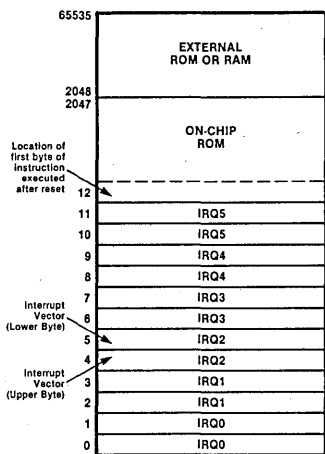 65535
EXTERNAL
ROM OR RAM
2048
2047
ON-CHIP
ROM
Location of
first byte of
instruction
executed
after reset
12
11 IRQ5
10 IRQ5
9 IRQ4
8 IRQ4
7 IRQ3
6 IRQ3
Interrupt
Vector
(Lower Byte)
5 IRQ2
4 IRQ2
Interrupt
Vector
(Upper Byte)
3 IRQ1
2 IRQ1
1 IRQ0
0 IRQ0